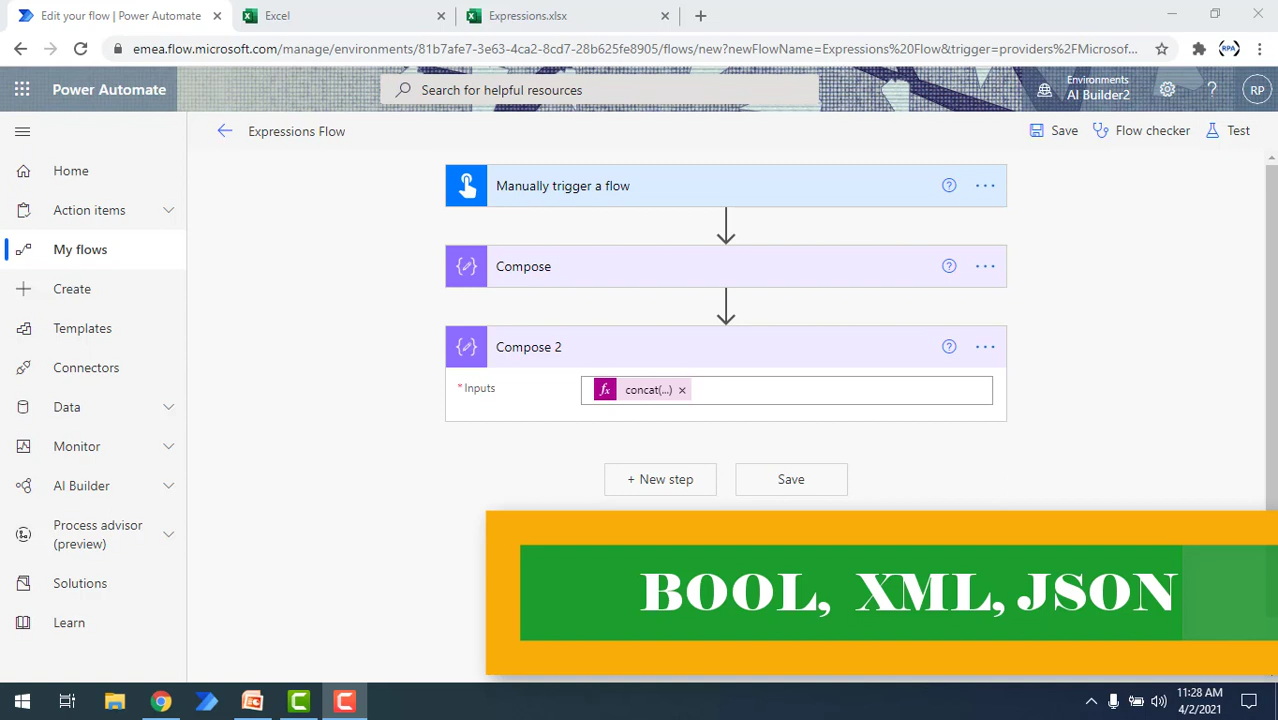 Edit your flow | Power Automate
Excel
Expressions.xlsx
emea.flow.microsoft.com/manage/environments/81b7afe7-3e63-4ca2-8cd7-28b625fe8905/flows/new?newFlowName=Expressions%20Flow&trigger=providers%2FMicrosof...
RPA
Power Automate
Search for helpful resources
Environments
AI Builder2
RP
Expressions Flow
Save
Flow checker
Test
Home
Action items
My flows
Create
Templates
Connectors
Data
Monitor
AI Builder
Process advisor
(preview)
Solutions
Learn
Manually trigger a flow
Compose
Compose 2
* Inputs
fx concat(...)
+ New step
Save
BOOL, XML, JSON
11:28 AM
4/2/2021